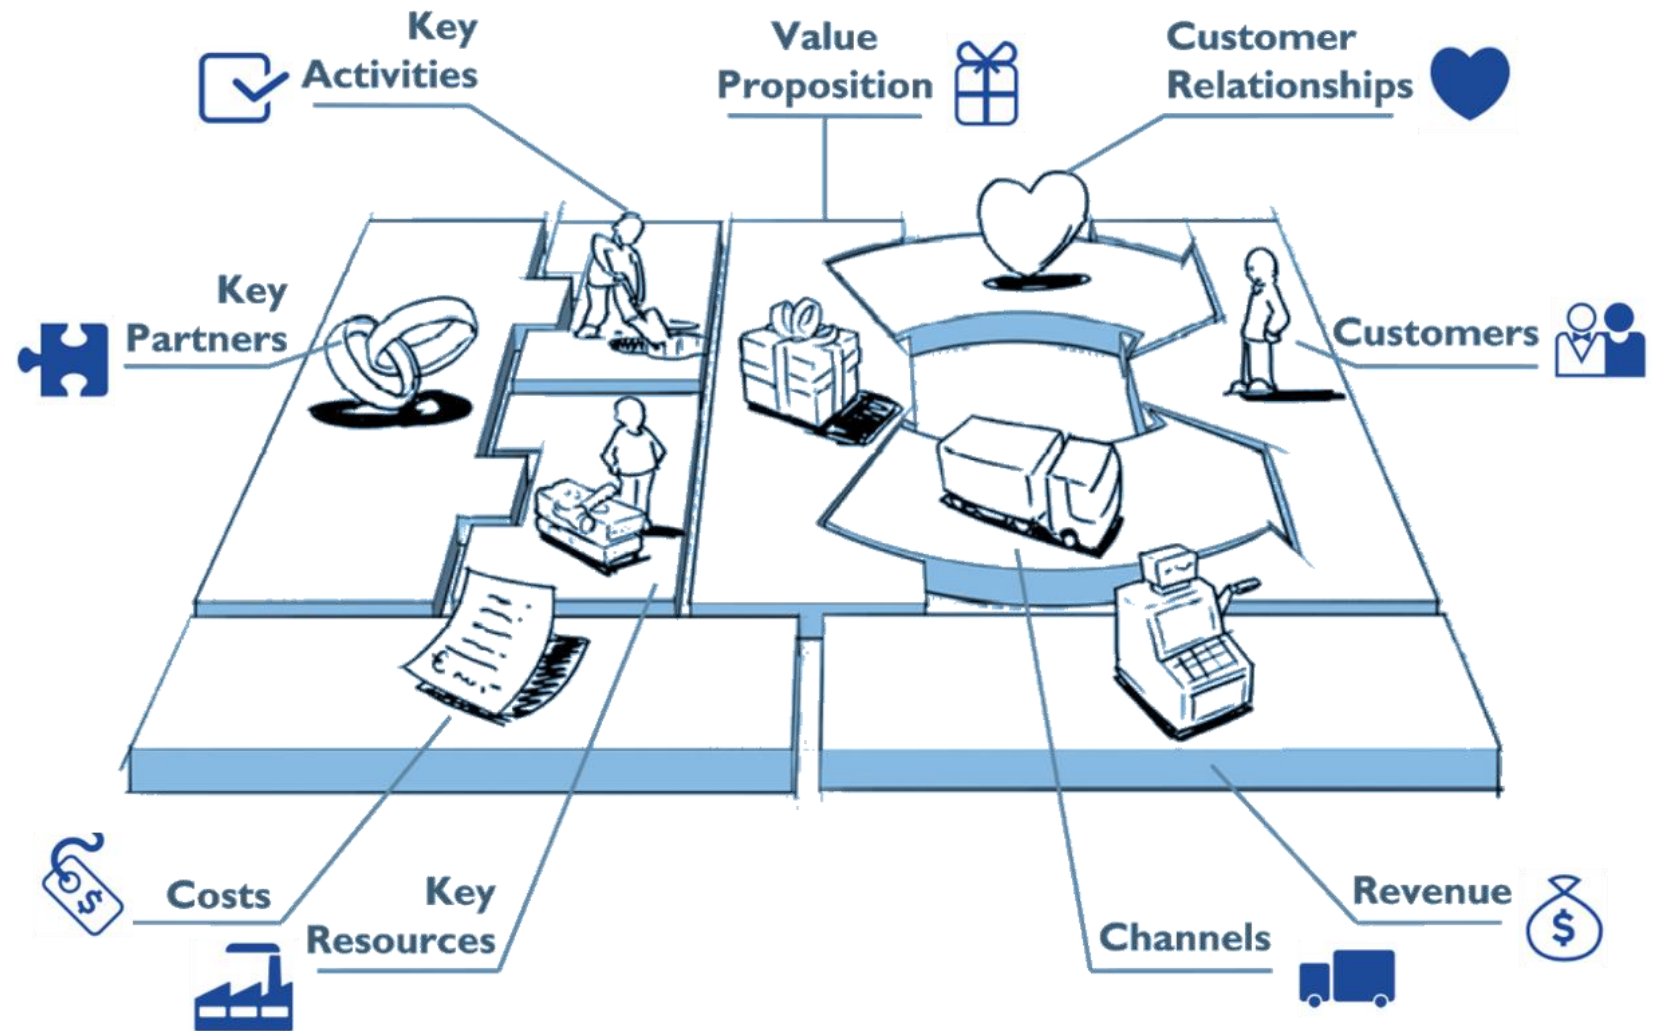 Key
Activities
Value
Proposition
Customer
Relationships
Key
Partners
Customers
€
Costs
$
Key
Resources
Channels
Revenue
$